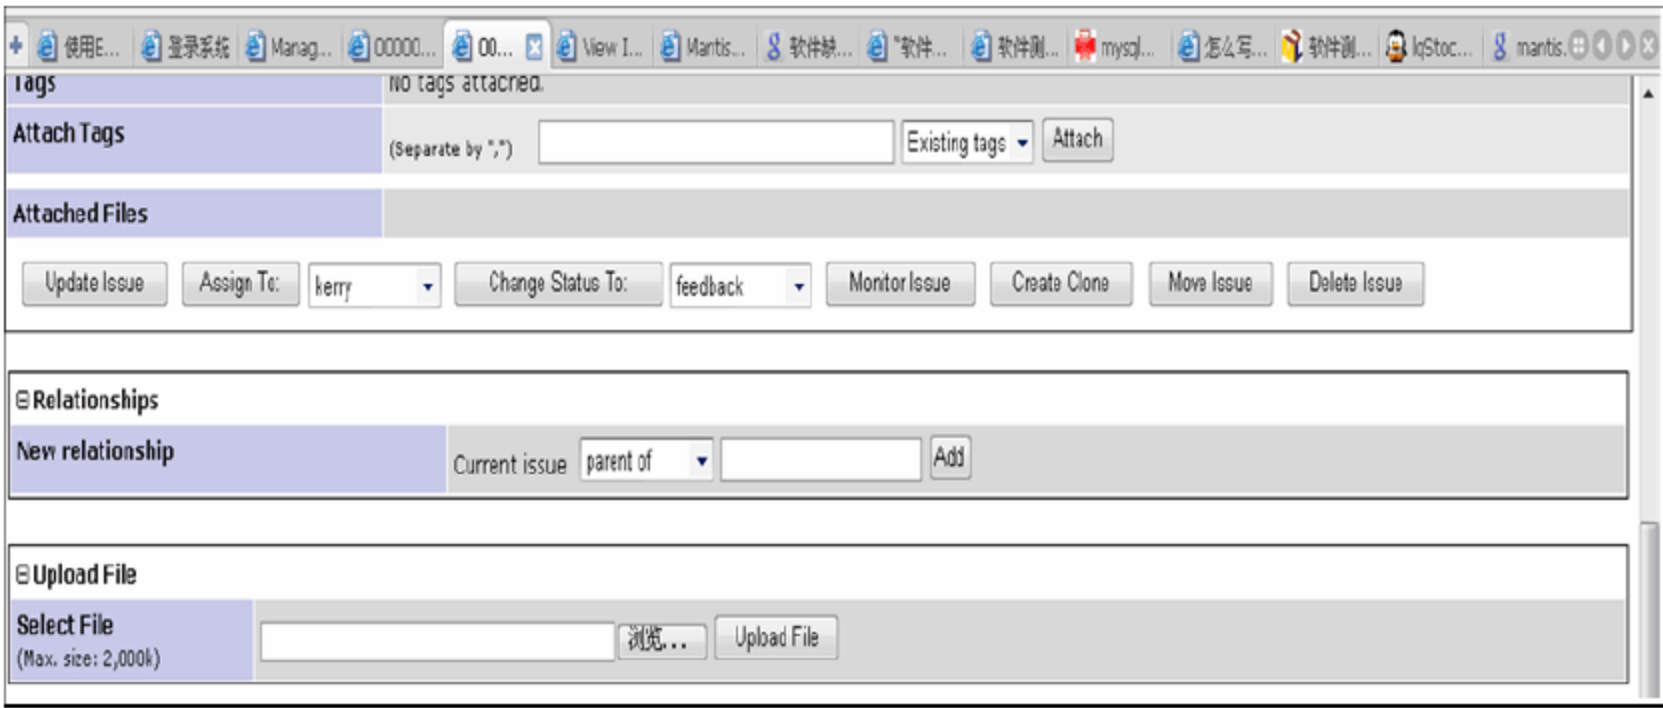 使用E... 登录系统 Manag... 00000... 00... View I... Mantis... 软件缺... "软件... 软件测... mysql... 怎么写... 软件测... lqStoc... mantis.
Tags No tags attached.
Attach Tags (Separate by ",") Existing tags Attach
Attached Files
Update Issue Assign To: kerry Change Status To: feedback Monitor Issue Create Clone Move Issue Delete Issue
Relationships
New relationship Current issue parent of Add
Upload File
Select File
(Max. size: 2,000k) 浏览... Upload File